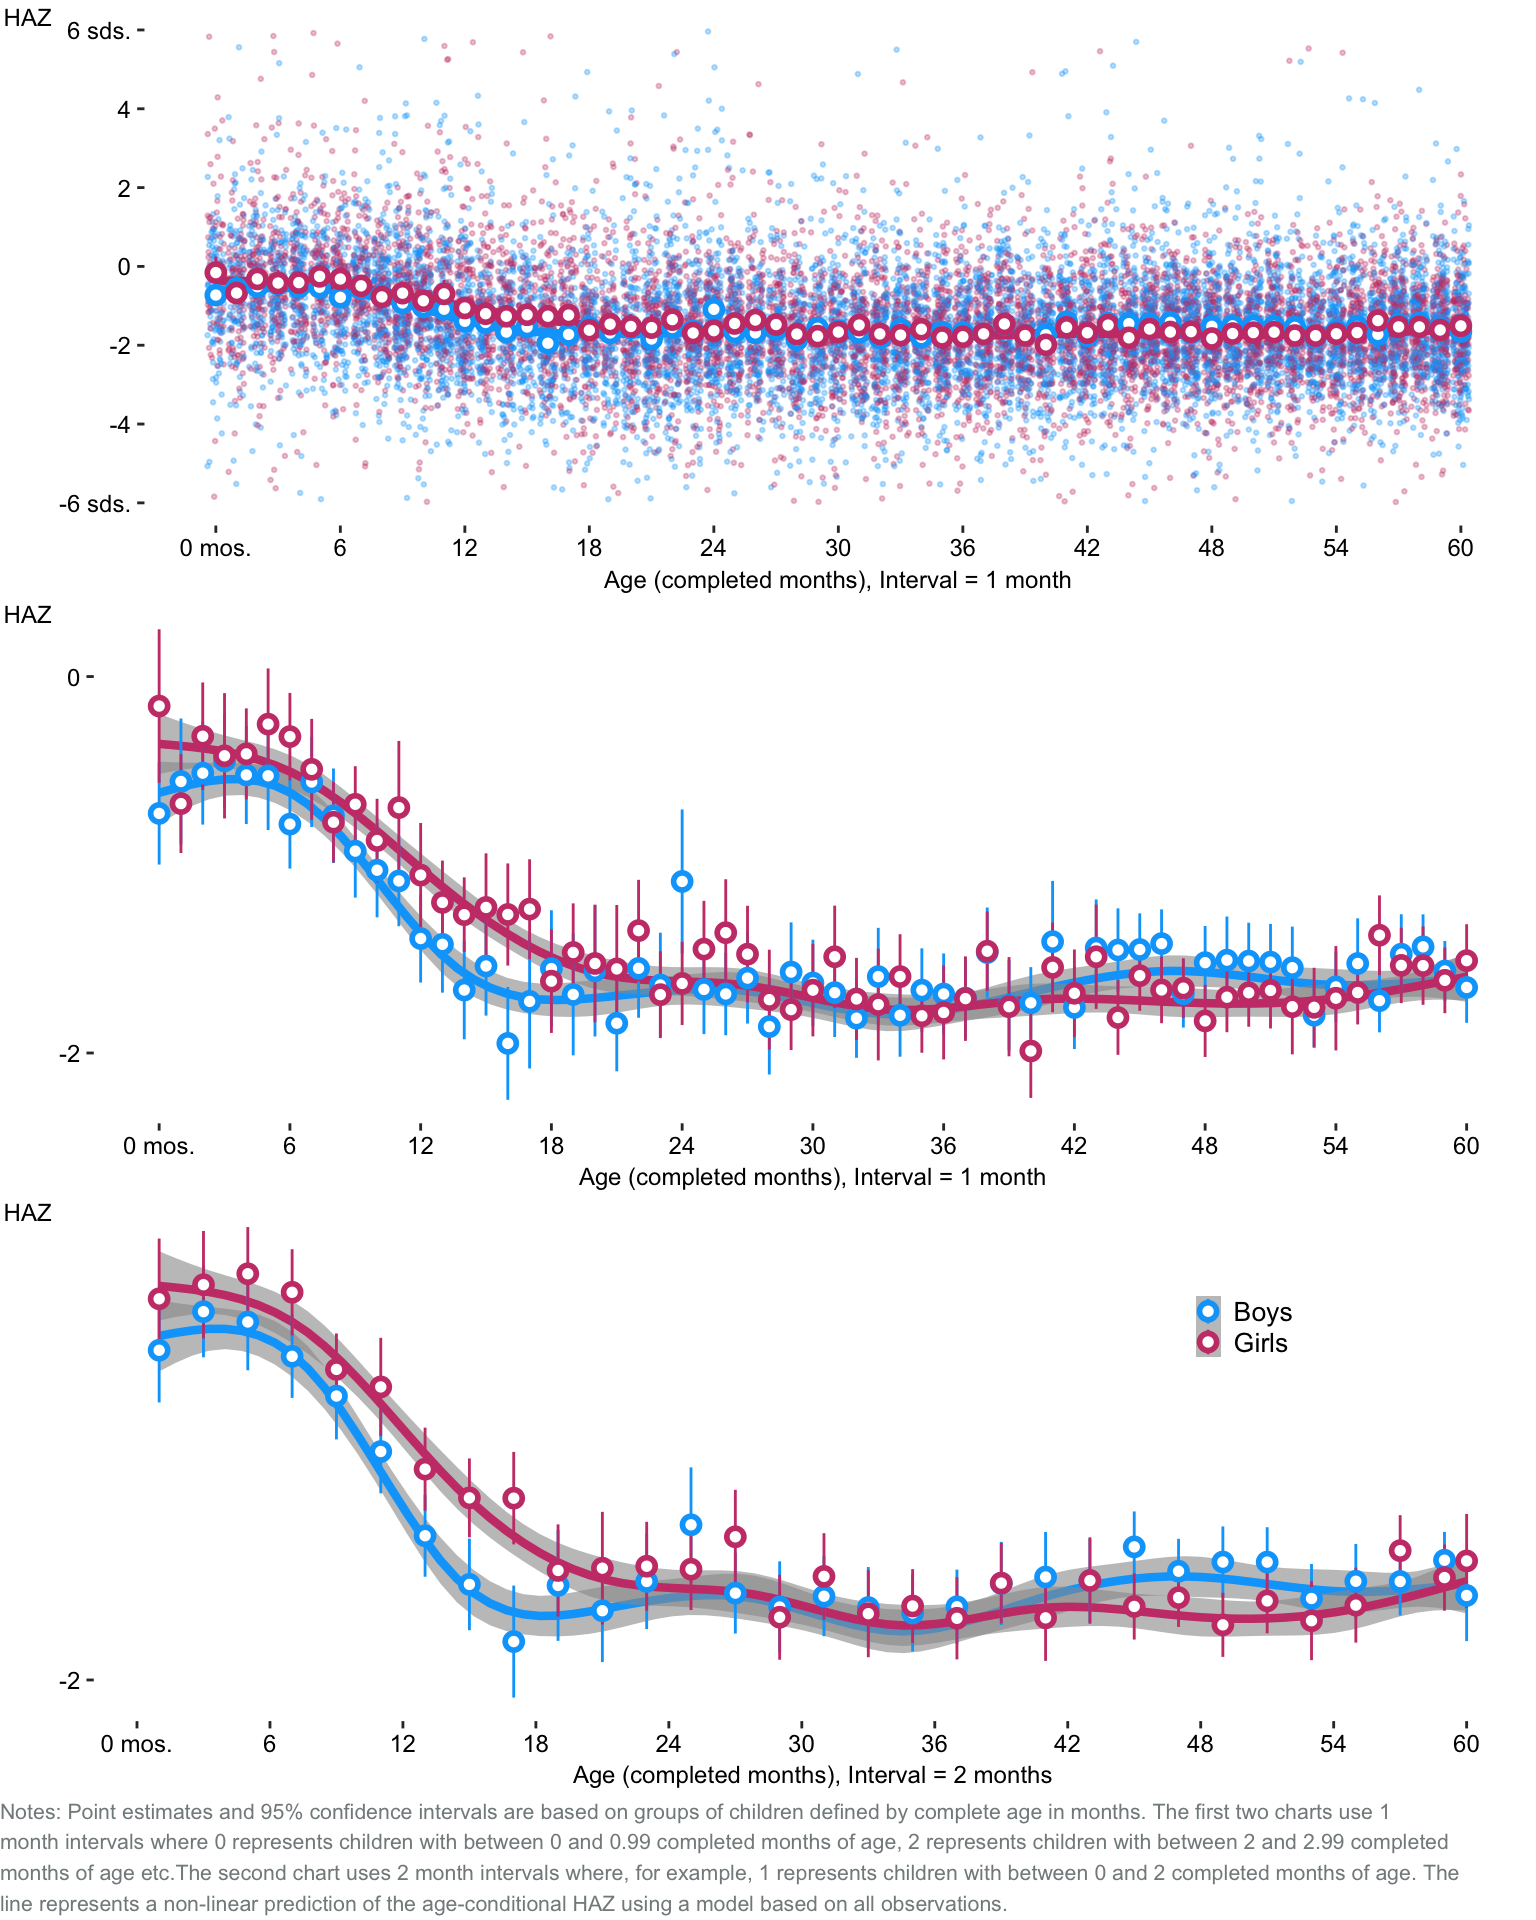 HAZ
6 sds.
4
2
0
-2
-4
-6 sds.
0 mos. 6 12 18 24 30 36 42 48 54 60
Age (completed months), Interval = 1 month
HAZ
0
-2
0 mos. 6 12 18 24 30 36 42 48 54 60
Age (completed months), Interval = 1 month
HAZ
Boys
Girls
-2
0 mos. 6 12 18 24 30 36 42 48 54 60
Age (completed months), Interval = 2 months
Notes: Point estimates and 95% confidence intervals are based on groups of children defined by complete age in months. The first two charts use 1
month intervals where 0 represents children with between 0 and 0.99 completed months of age, 2 represents children with between 2 and 2.99 completed
months of age etc.The second chart uses 2 month intervals where, for example, 1 represents children with between 0 and 2 completed months of age. The
line represents a non-linear prediction of the age-conditional HAZ using a model based on all observations.